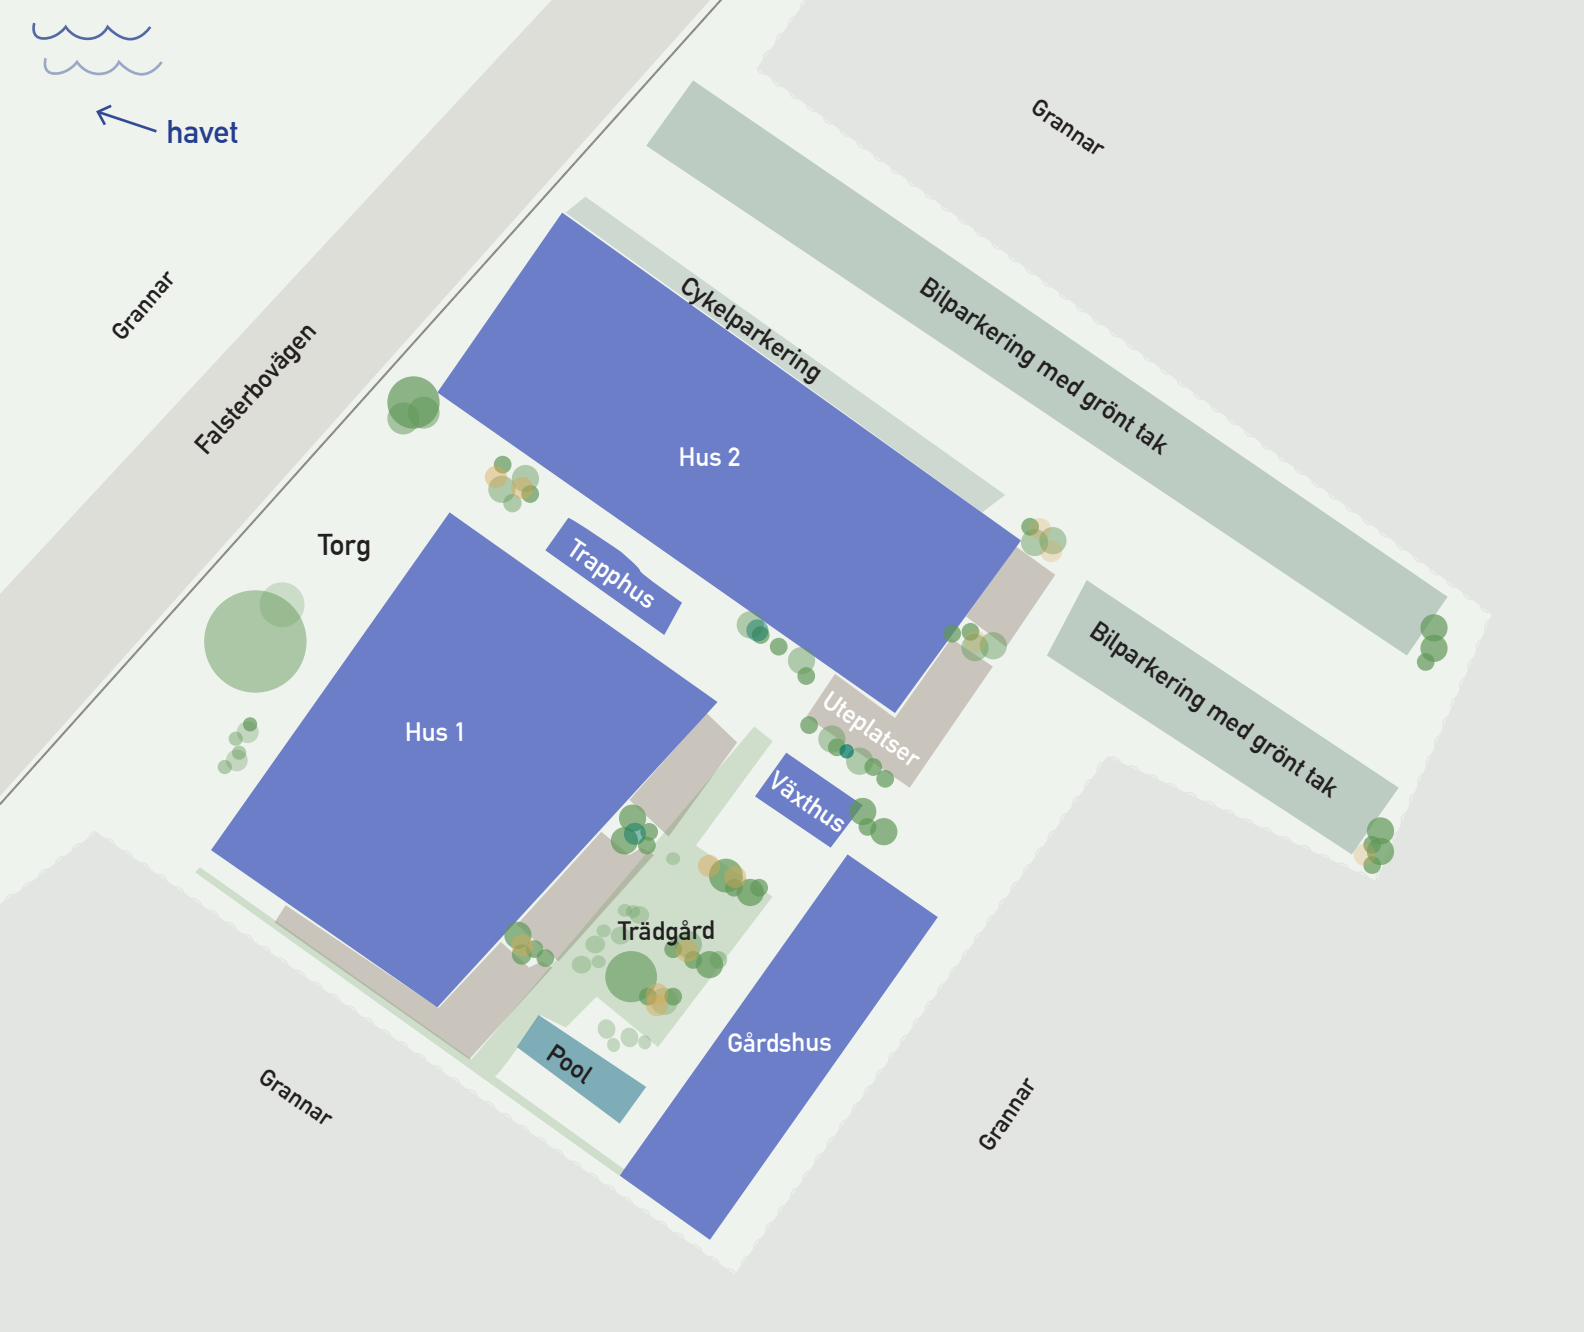 havet
Grannar
Grannar
Falsterbovägen
Cykelparkering
Bilparkering med grönt tak
Hus 2
Torg
Trapphus
Bilparkering med grönt tak
Hus 1
Uteplatser
Växthus
Trädgård
Gårdshus
Pool
Grannar
Grannar